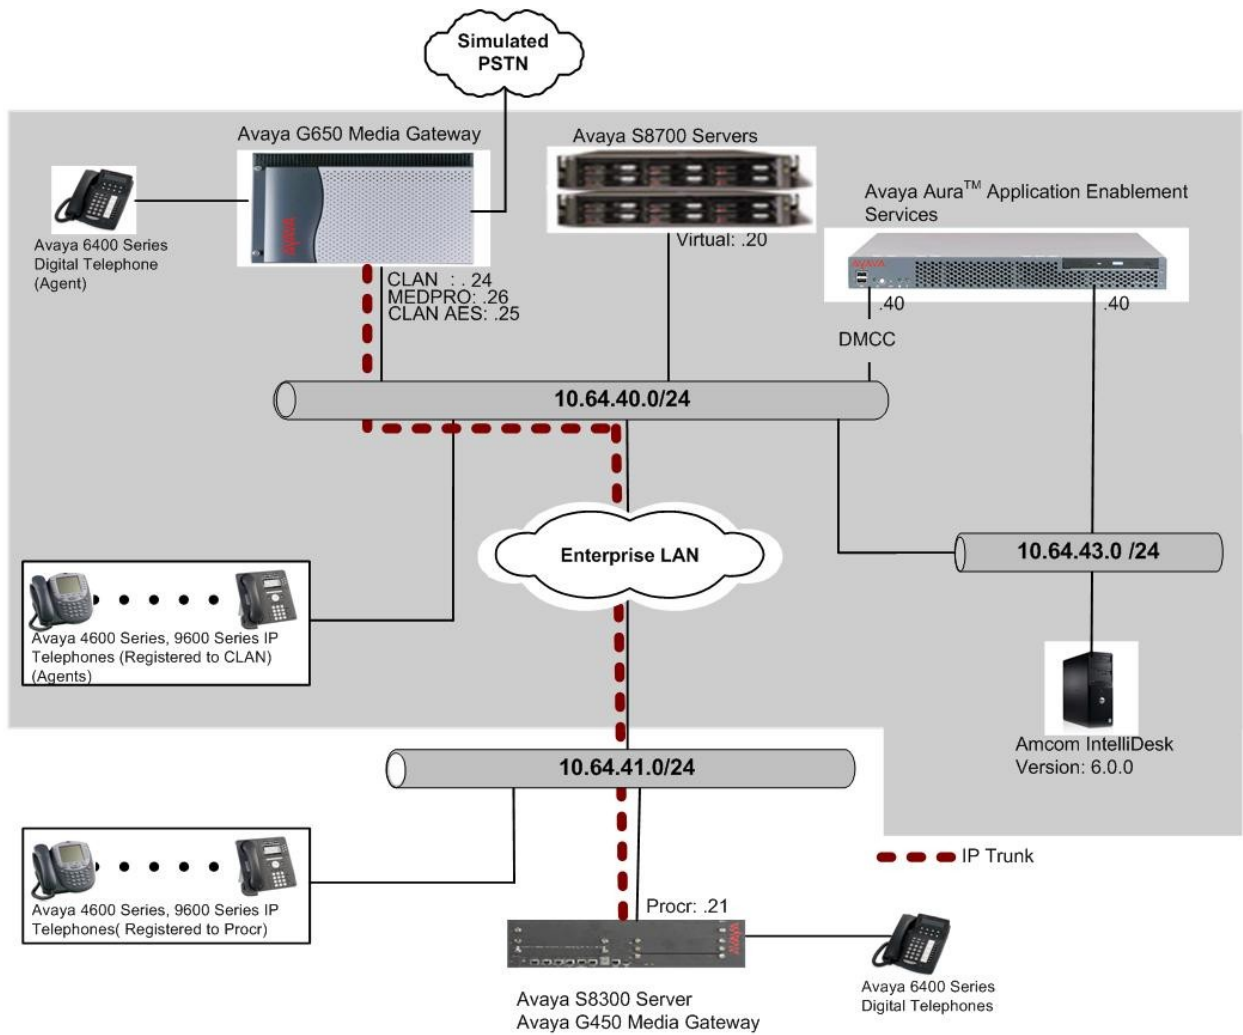 Simulated
PSTN
Avaya G650 Media Gateway
Avaya S8700 Servers
Avaya Aura™ Application Enablement
Services
Avaya 6400 Series
Digital Telephone
(Agent)
Virtual: .20
AVAYA
CLAN : . 24
MEDPRO: .26
CLAN AES: .25
.40
.40
DMCC
10.64.40.0/24
Enterprise LAN
10.64.43.0 /24
Avaya 4600 Series, 9600 Series IP
Telephones (Registered to CLAN)
(Agents)
Amcom IntelliDesk
Version: 6.0.0
10.64.41.0/24
IP Trunk
Avaya 4600 Series, 9600 Series IP
Telephones( Registered to Procr)
Procr: .21
AVAYA
Avaya S8300 Server
Avaya G450 Media Gateway
Avaya 6400 Series
Digital Telephones